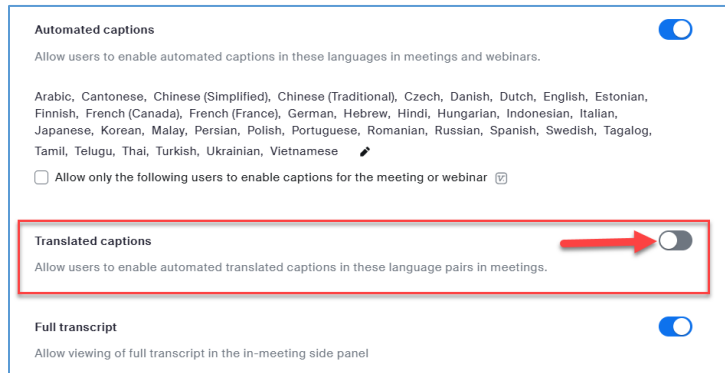 Automated captions
Allow users to enable automated captions in these languages in meetings and webinars.
Arabic, Cantonese, Chinese (Simplified), Chinese (Traditional), Czech, Danish, Dutch, English, Estonian,
Finnish, French (Canada), French (France), German, Hebrew, Hindi, Hungarian, Indonesian, Italian,
Japanese, Korean, Malay, Persian, Polish, Portuguese, Romanian, Russian, Spanish, Swedish, Tagalog,
Tamil, Telugu, Thai, Turkish, Ukrainian, Vietnamese
Allow only the following users to enable captions for the meeting or webinar
Translated captions
Allow users to enable automated translated captions in these language pairs in meetings.
Full transcript
Allow viewing of full transcript in the in-meeting side panel